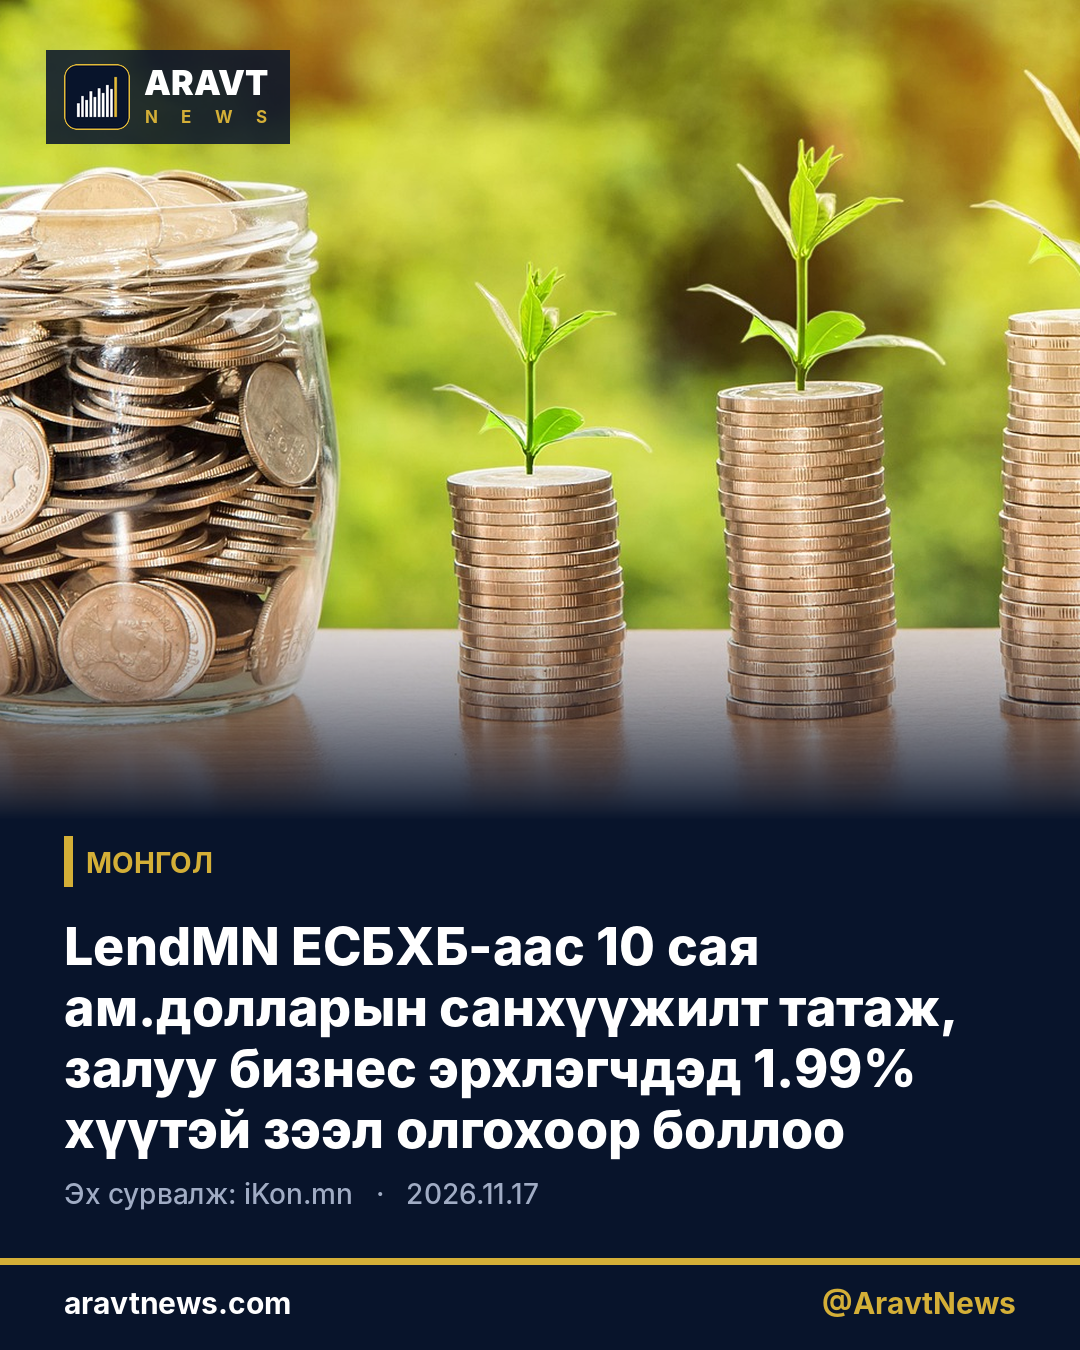 ARAVT
NEWS
МОНГОЛ
LendMN ЕСБХБ-аас 10 сая
ам.долларын санхүүжилт татаж,
залуу бизнес эрхлэгчдэд 1.99%
хүүтэй зээл олгохоор боллоо
Эх сурвалж: iKon.mn · 2026.11.17
aravtnews.com
@AravtNews